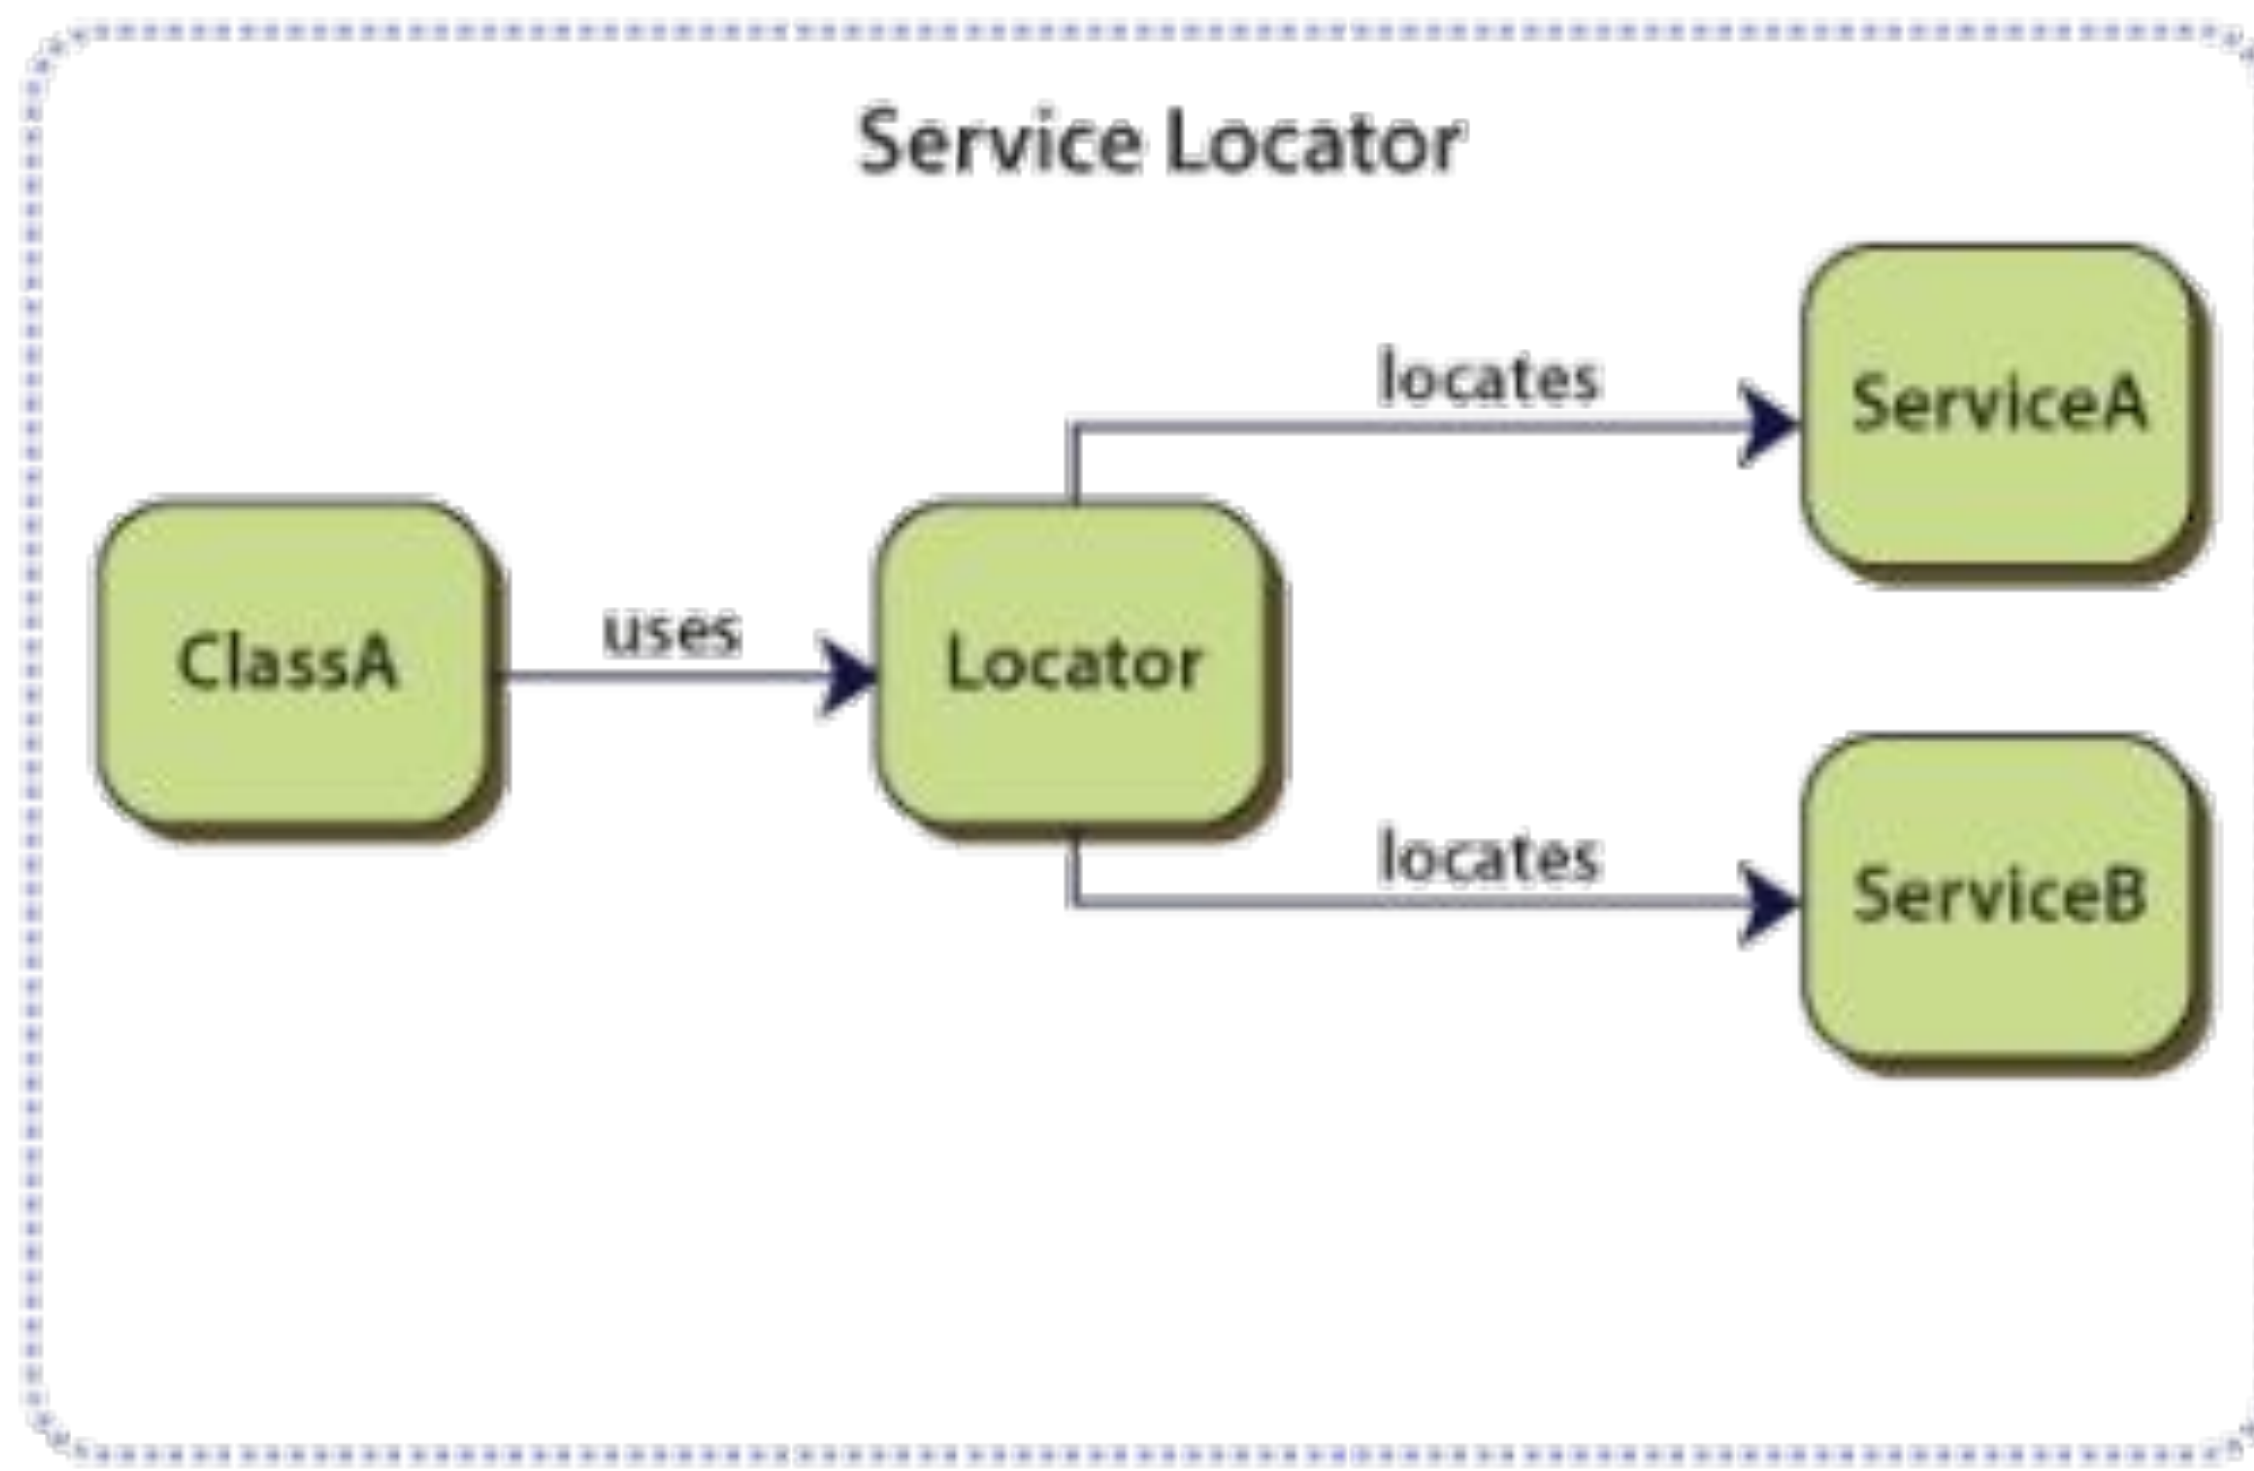 Service Locator
locates
ServiceA
ClassA
uses
Locator
locates
ServiceB